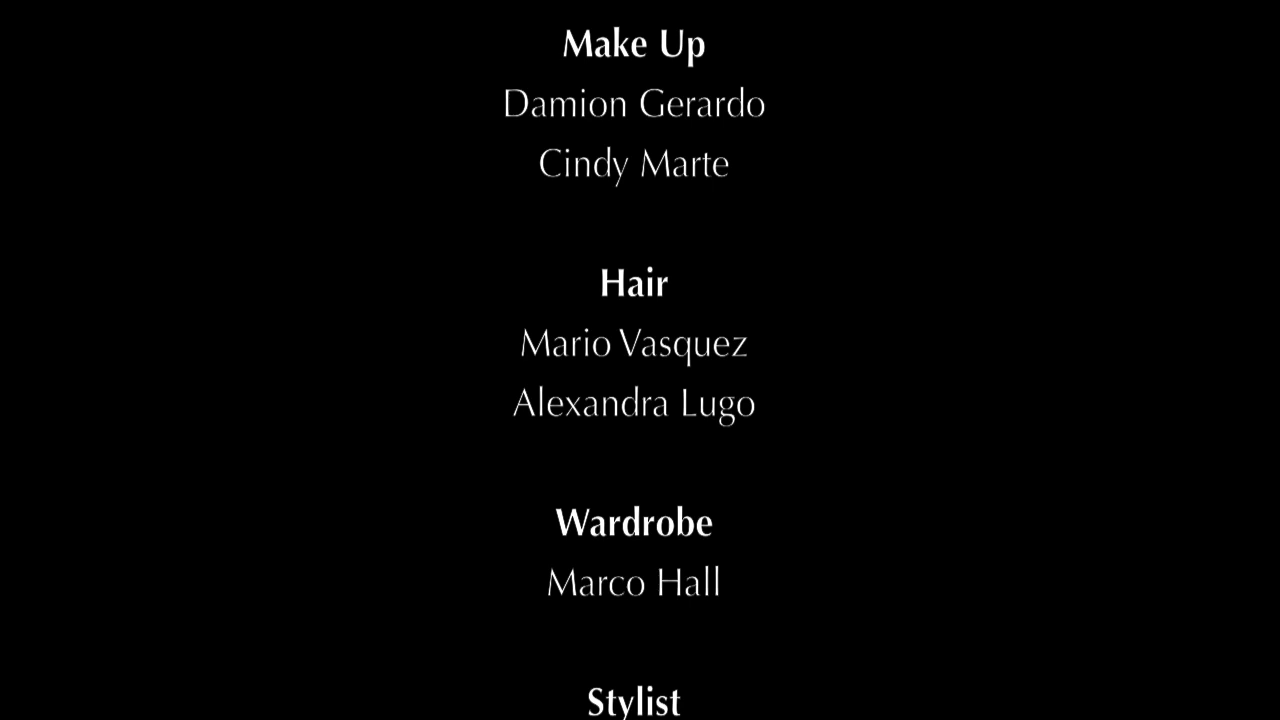 Make Up
Damion Gerardo
Cindy Marte
Hair
Mario Vasquez
Alexandra Lugo
Wardrobe
Marco Hall
Stylist